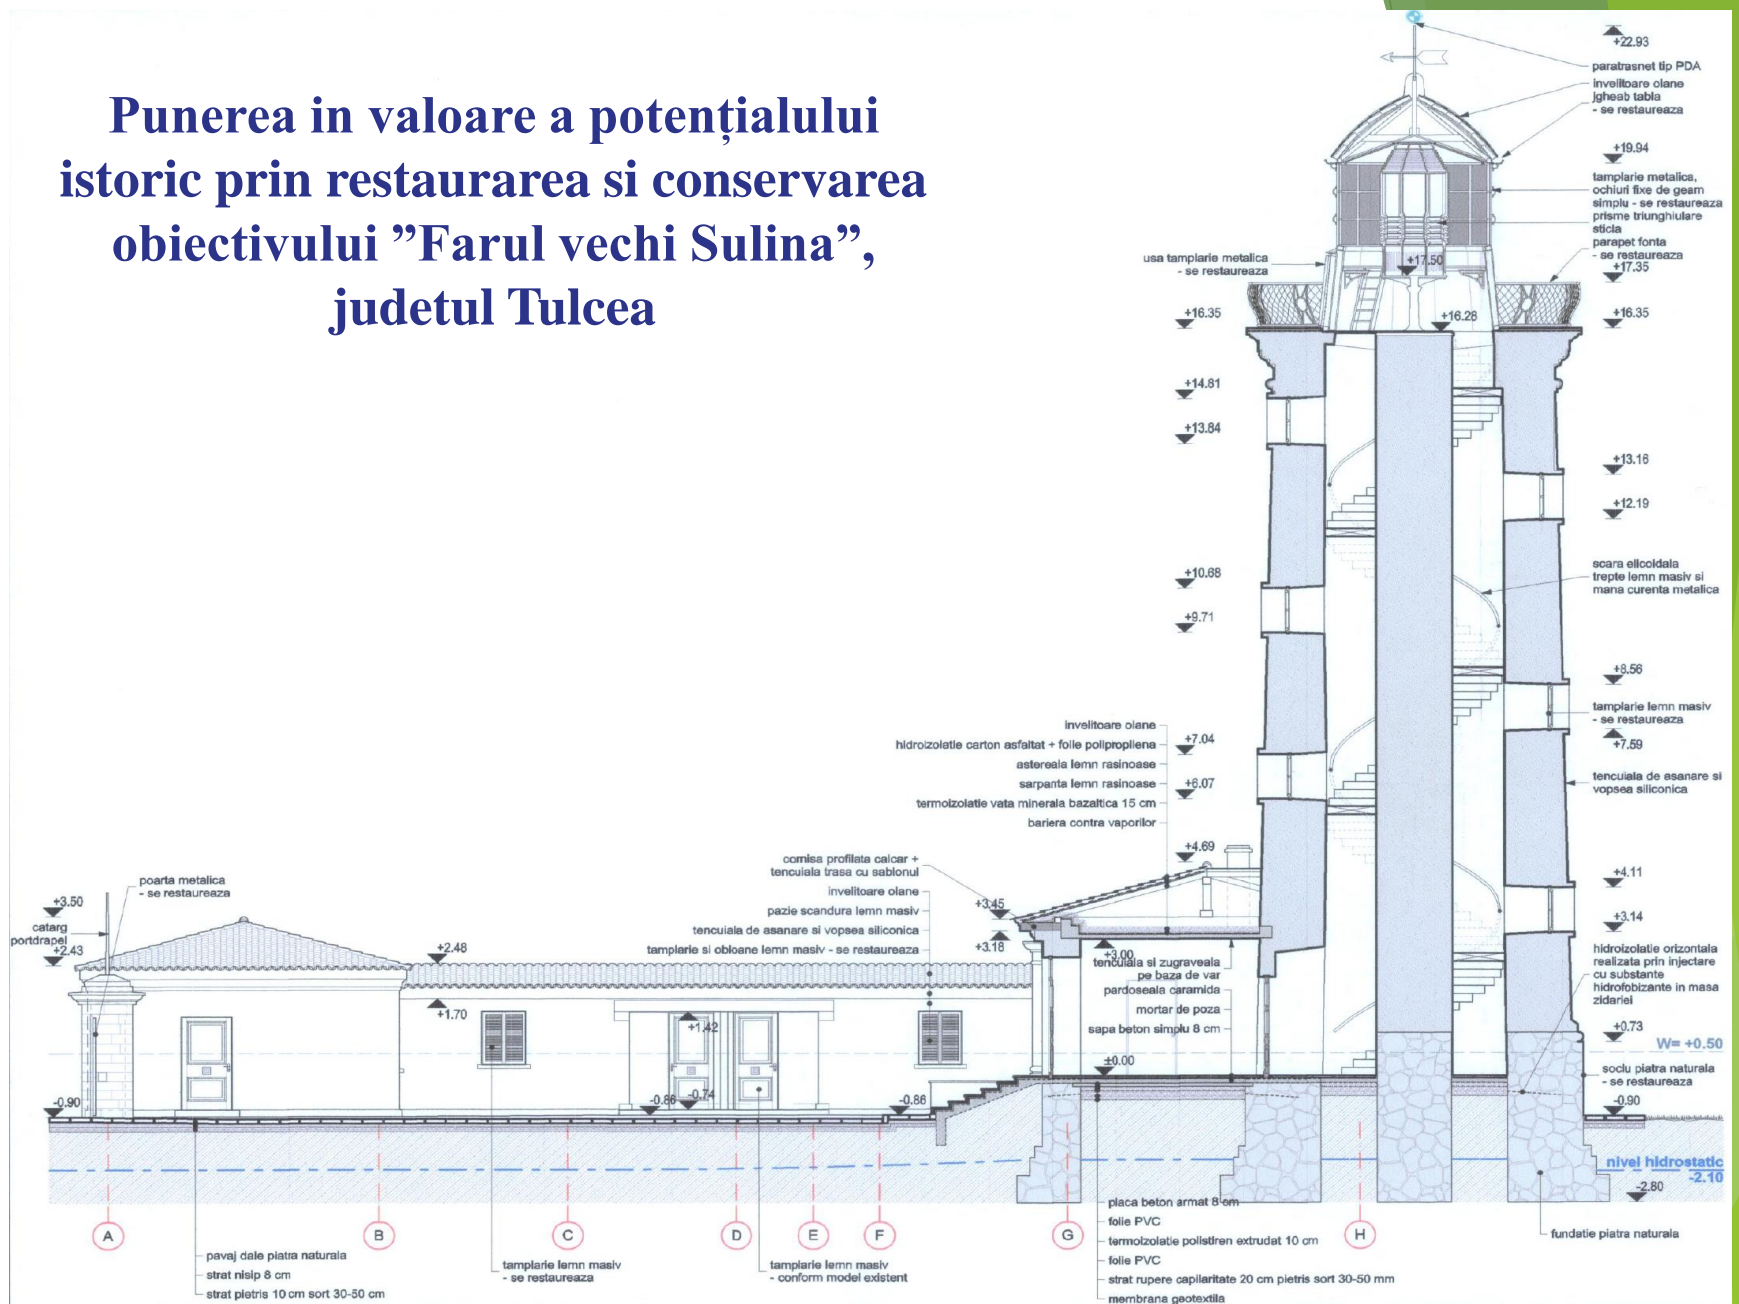 Punerea in valoare a potențialului
istoric prin restaurarea si conservarea
obiectivului ”Farul vechi Sulina”,
judetul Tulcea
+22.93
paratrasnet tip PDA
invelitoare olane
jgheab tabla
- se restaureaza
+19.94
tamplarie metalica,
ochiuri fixe de geam
simplu - se restaureaza
prisme triunghiulare
sticla
parapet fonta
- se restaureaza
+17.35
usa tamplarie metalica
- se restaureaza
+17.50
+16.35
+16.28
+16.35
+14.81
+13.84
+13.16
+12.19
+10.68
+9.71
scara elicoidala
trepte lemn masiv si
mana curenta metalica
+8.56
tamplarie lemn masiv
- se restaureaza
+7.59
tencuiala de asanare si
vopsea siliconica
invelitoare olane
hidroizolatie carton asfaltat + folie polipropilena
+7.04
astereala lemn rasinoase
sarpanta lemn rasinoase
+6.07
termoizolatie vata minerala bazaltica 15 cm
bariera contra vaporilor
+4.69
cornisa profilata calcar +
tencuiala trasa cu sablonul
invelitoare olane
pazie scandura lemn masiv
tencuiala de asanare si vopsea siliconica
tamplarie si obloane lemn masiv - se restaureaza
+3.45
+3.18
+4.11
+3.14
poarta metalica
- se restaureaza
+3.50
catarg
portdrapel
+2.43
+2.48
+1.70
+1.42
+3.00
tencuiala si zugraveala
pe baza de var
pardoseala caramida
mortar de poza
sapa beton simplu 8 cm
±0.00
hidroizolatie orizontala
realizata prin injectare
cu substante
hidrofobizante in masa
zidariei
+0.73
W= +0.50
soclu piatra naturala
- se restaureaza
-0.90
-0.90
-0.86
-0.74
-0.86
nivel hidrostatic
-2.10
-2.80
fundatie piatra naturala
A
B
C
D
E
F
G
H
pavaj dale piatra naturala
strat nisip 8 cm
strat pietris 10 cm sort 30-50 cm
tamplarie lemn masiv
- se restaureaza
tamplarie lemn masiv
- conform model existent
placa beton armat 8 cm
folie PVC
termoizolatie polistiren extrudat 10 cm
folie PVC
strat rupere capilaritate 20 cm pietris sort 30-50 mm
membrana geotextila